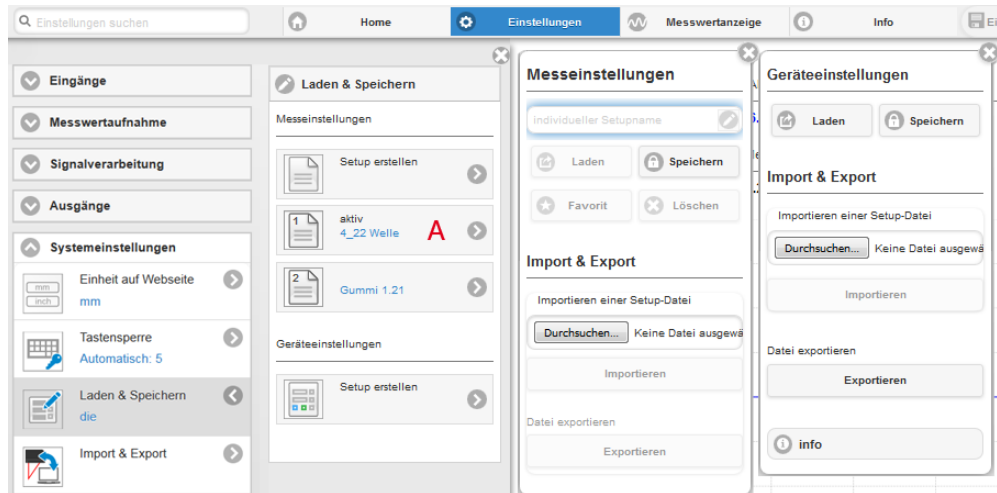 Einstellungen suchen
Home
Einstellungen
Messwertanzeige
Info
Eingänge
Messwertaufnahme
Signalverarbeitung
Ausgänge
Systemeinstellungen
mm
inch
Einheit auf Webseite
mm
Tastensperre
Automatisch: 5
Laden & Speichern
die
Import & Export
Laden & Speichern
Messeinstellungen
Setup erstellen
1
aktiv
4_22 Welle
A
2
Gummi 1.21
Geräteeinstellungen
Setup erstellen
Messeinstellungen
individueller Setupname
Laden
Speichern
Favorit
Löschen
Import & Export
Importieren einer Setup-Datei
Durchsuchen... Keine Datei ausgewä
Importieren
Datei exportieren
Exportieren
Geräteeinstellungen
Laden
Speichern
Import & Export
Importieren einer Setup-Datei
Durchsuchen... Keine Datei ausgewä
Importieren
Datei exportieren
Exportieren
info